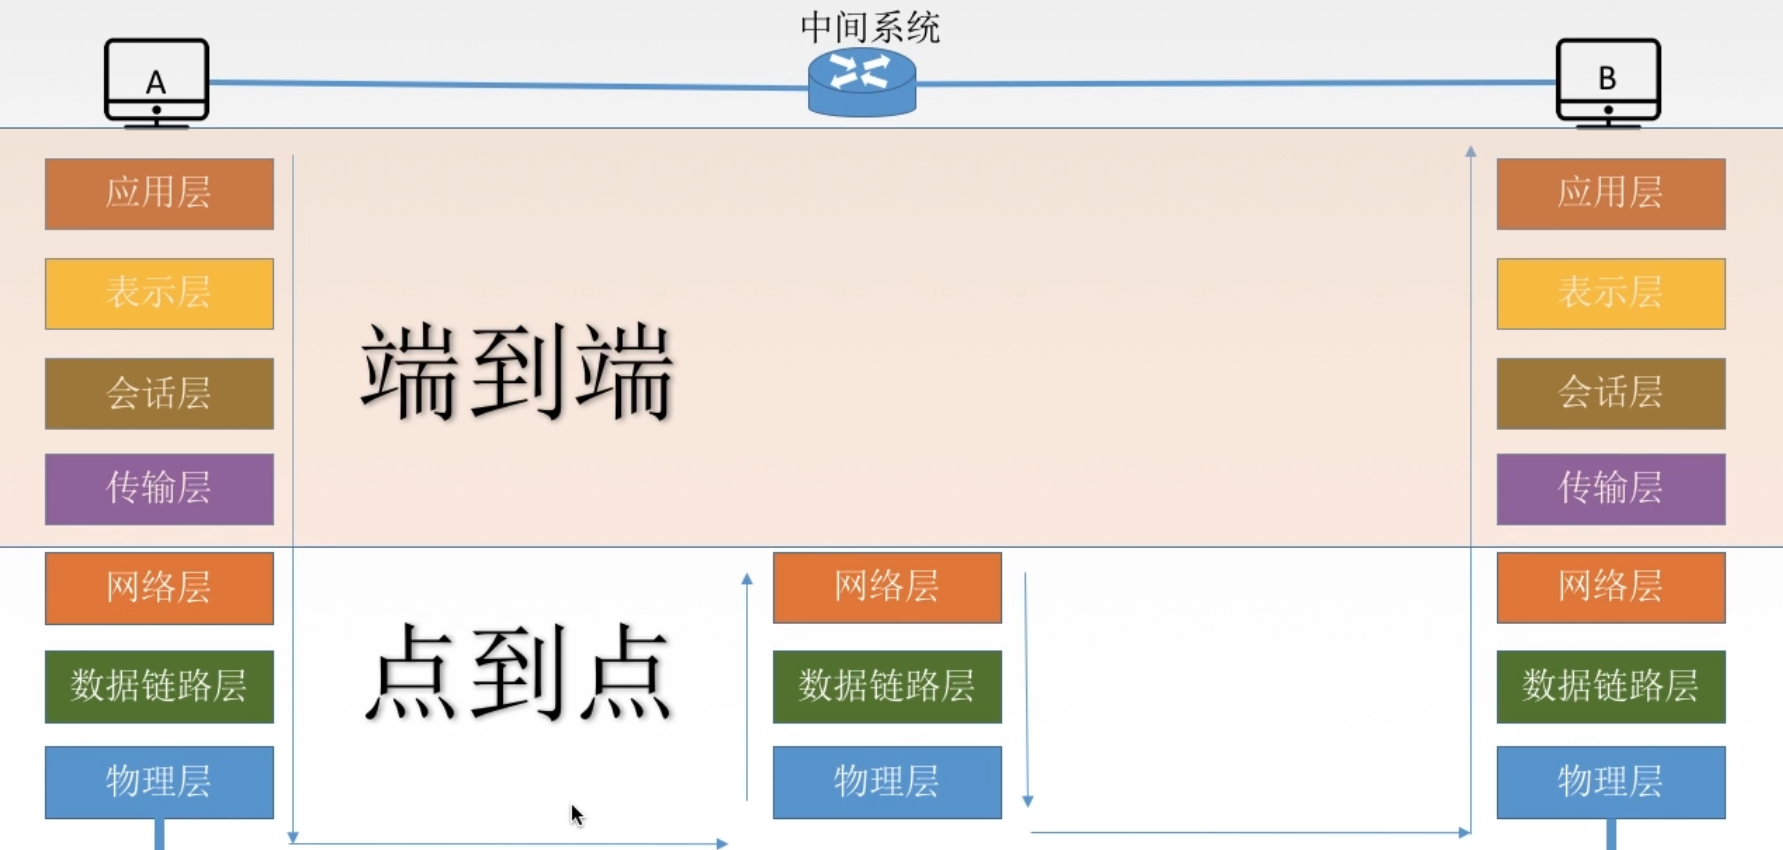 中间系统
A
B
应用层
应用层
表示层
表示层
端到端
会话层
会话层
传输层
传输层
网络层
网络层
网络层
点到点
数据链路层
数据链路层
数据链路层
物理层
物理层
物理层